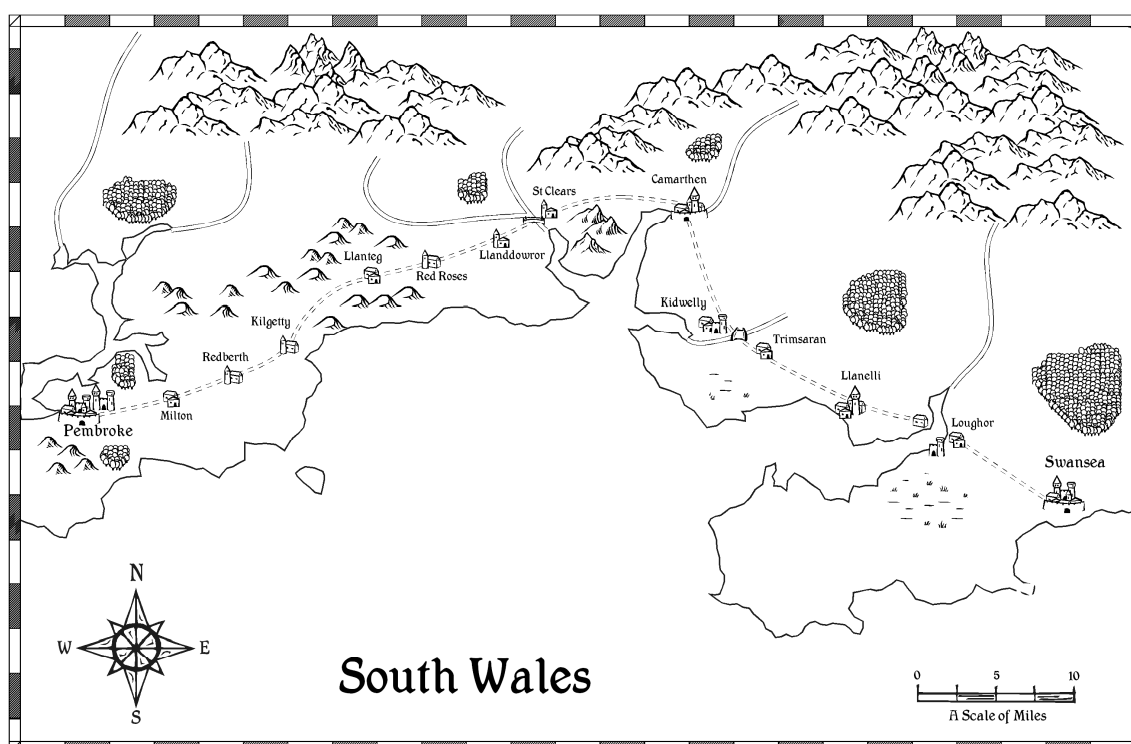 Camarthen
St Clears
Llanddowror
Llanteg
Red Roses
Kidwelly
Kilgetty
Trimsaran
Redberth
Llanelli
Milton
Loughor
Pembroke
Swansea
N
W E
S
South Wales
0 5 10
A Scale of Miles